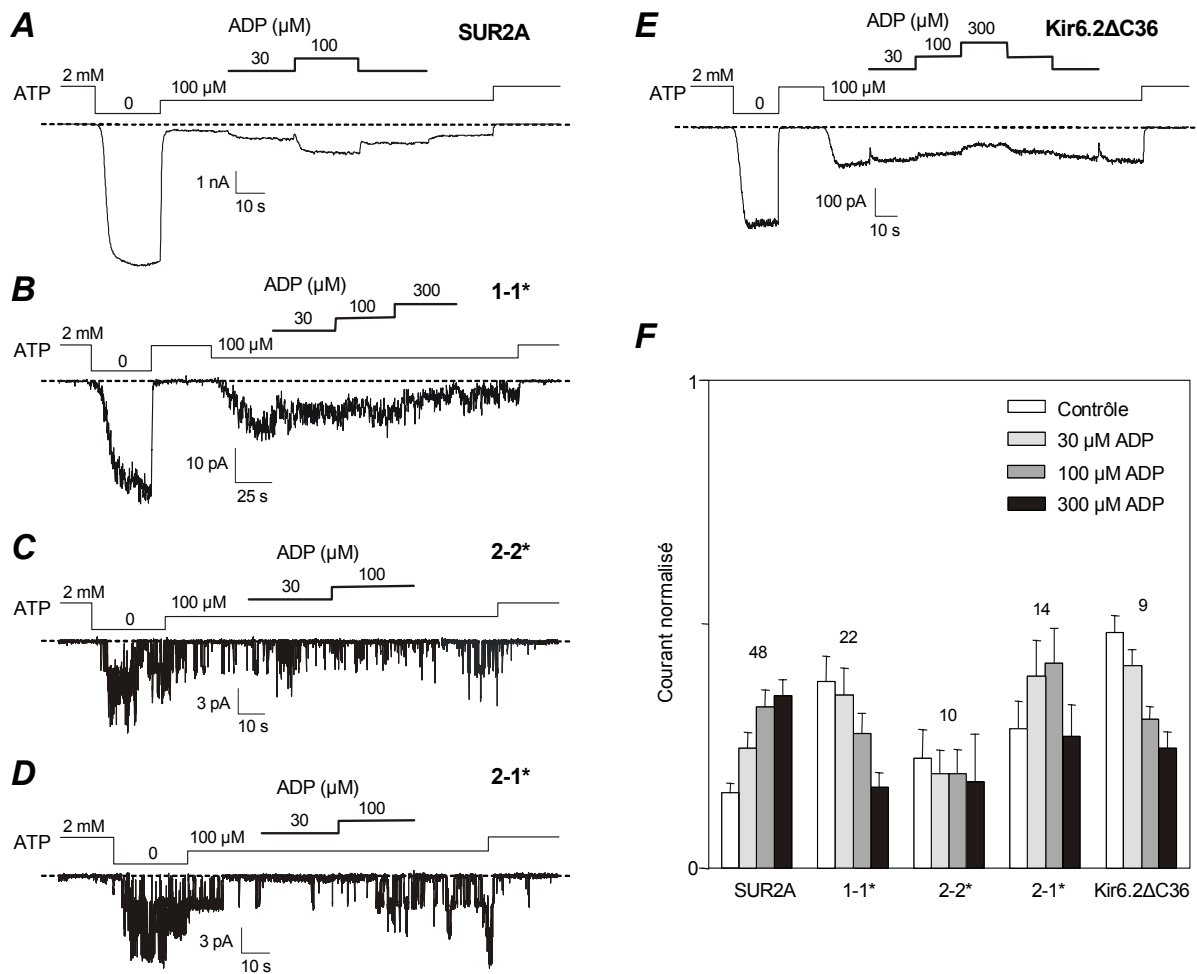 A
SUR2A
ADP (µM)
30
100
2 mM
ATP
0
100 µM
1 nA
10 s
B
1-1*
ADP (µM)
30
100
300
2 mM
ATP
0
100 µM
10 pA
25 s
C
2-2*
ADP (µM)
30
100
2 mM
ATP
0
100 µM
3 pA
10 s
D
2-1*
ADP (µM)
30
100
2 mM
ATP
0
100 µM
3 pA
10 s
E
Kir6.2ΔC36
ADP (µM)
30
100
300
2 mM
ATP
0
100 µM
100 pA
10 s
F
Courant normalisé
1
0
Contrôle
30 µM ADP
100 µM ADP
300 µM ADP
48
22
10
14
9
SUR2A
1-1*
2-2*
2-1*
Kir6.2ΔC36